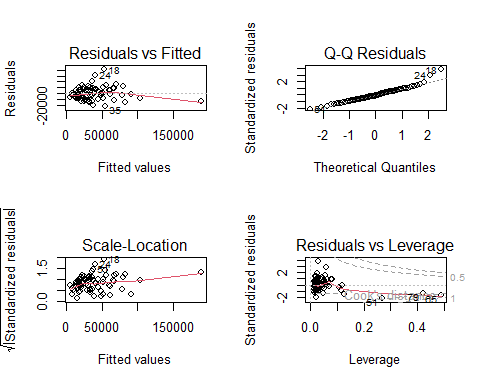 Residuals vs Fitted
Residuals
-20000
18
24
35
0 50000 150000
Fitted values
Q-Q Residuals
Standardized residuals
-2 2
18
24
-2 -1 0 1 2
Theoretical Quantiles
Scale-Location
√|Standardized residuals|
0.0 1.5
18
24
0 50000 150000
Fitted values
Residuals vs Leverage
Standardized residuals
-2 2
Cook's distance
0.5
1
0.0 0.2 0.4
Leverage